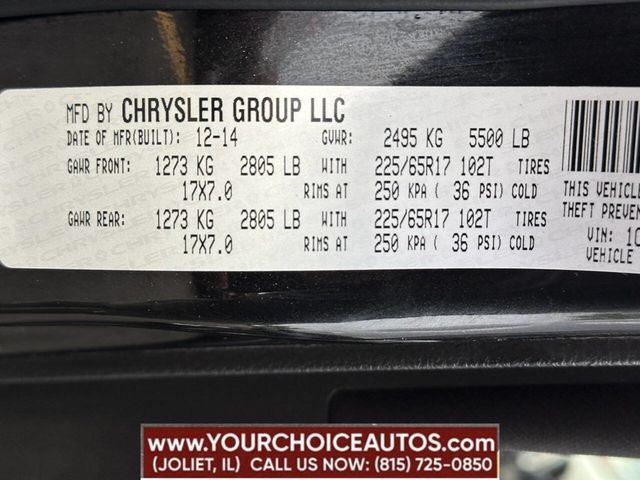 MFD BY CHRYSLER GROUP LLC
DATE OF MFR(BUILT): 12-14 GVWR: 2495 KG 5500 LB
GAWR FRONT: 1273 KG 2805 LB WITH 225/65R17 102T TIRES
17X7.0 RIMS AT 250 KPA ( 36 PSI) COLD
GAWR REAR: 1273 KG 2805 LB WITH 225/65R17 102T TIRES
17X7.0 RIMS AT 250 KPA ( 36 PSI) COLD
THIS VEHICLE
THEFT PREVEN
VIN: 1C
VEHICLE
WWW.YOURCHOICEAUTOS.COM
(JOLIET, IL) CALL US NOW: (815) 725-0850